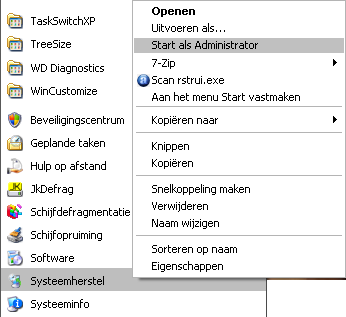 TaskSwitchXP
TreeSize
WD Diagnostics
WinCustomize
Beveiligingscentrum
Geplande taken
Hulp op afstand
JkDefrag
Schijfdefragmentatie
Schijfopruiming
Software
Systeemherstel
Systeeminfo
Openen
Uitvoeren als...
Start als Administrator
7-Zip
Scan rstrui.exe
Aan het menu Start vastmaken
Kopiëren naar
Knippen
Kopiëren
Snelkoppeling maken
Verwijderen
Naam wijzigen
Sorteren op naam
Eigenschappen